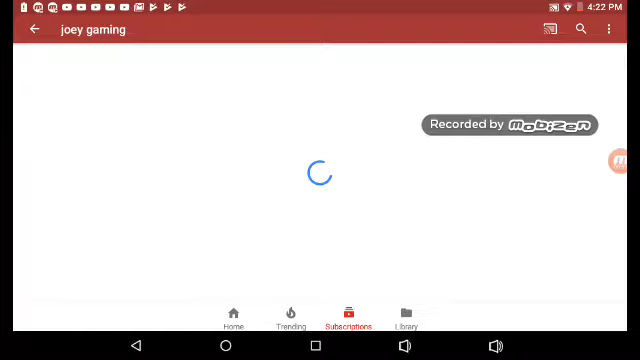 4:22 PM
joey gaming
Recorded by mobizen
Home
Trending
Subscriptions
Library